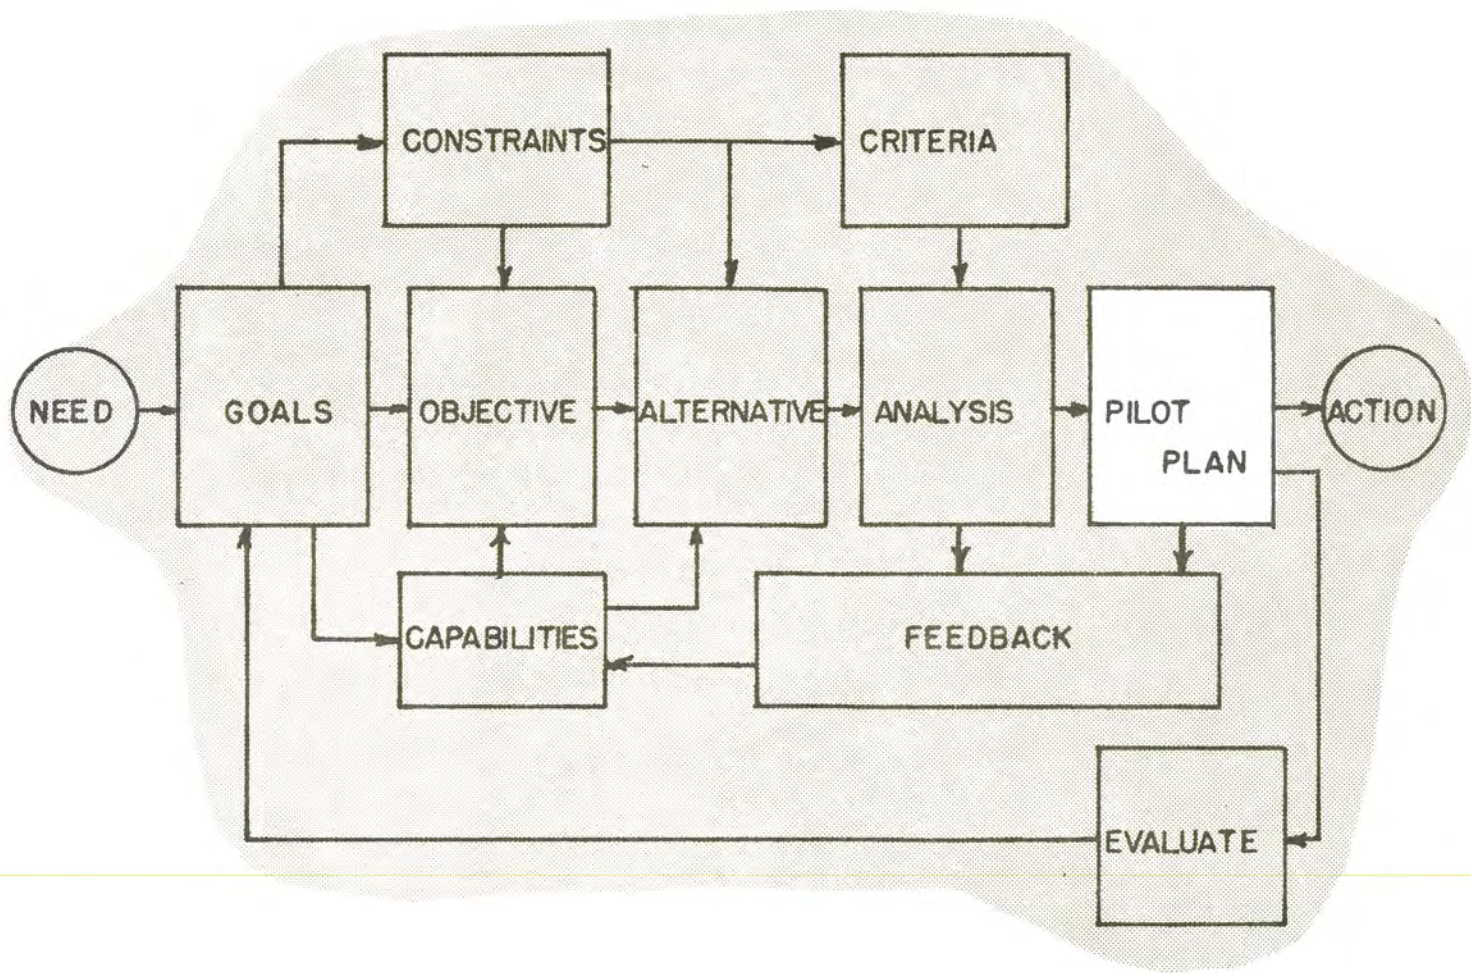 CONSTRAINTS
CRITERIA
NEED
GOALS
OBJECTIVE
ALTERNATIVE
ANALYSIS
PILOT
PLAN
ACTION
CAPABILITIES
FEEDBACK
EVALUATE